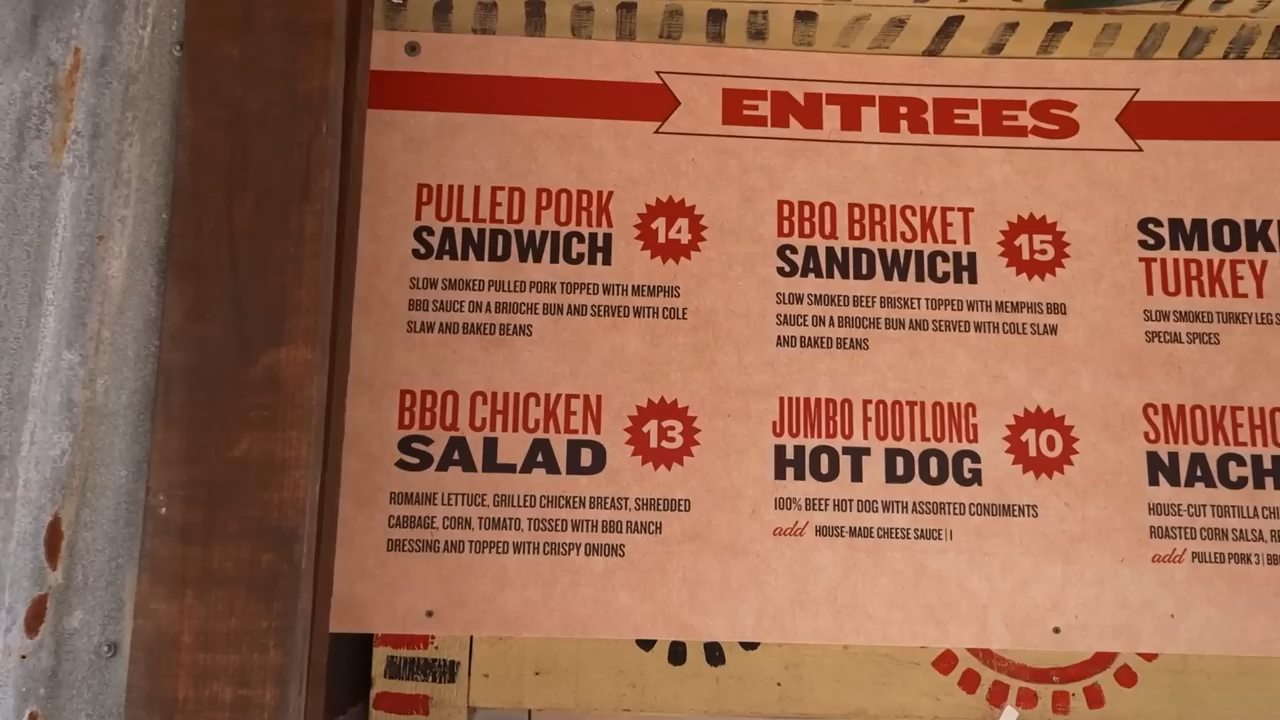 ENTREES
PULLED PORK
SANDWICH
14
SLOW SMOKED PULLED PORK TOPPED WITH MEMPHIS
BBQ SAUCE ON A BRIOCHE BUN AND SERVED WITH COLE
SLAW AND BAKED BEANS
BBQ BRISKET
SANDWICH
15
SLOW SMOKED BEEF BRISKET TOPPED WITH MEMPHIS BBQ
SAUCE ON A BRIOCHE BUN AND SERVED WITH COLE SLAW
AND BAKED BEANS
TURKEY
SLOW SMOKED TURKEY LEG
SPECIAL SPICES
BBQ CHICKEN
SALAD
13
ROMAINE LETTUCE, GRILLED CHICKEN BREAST, SHREDDED
CABBAGE, CORN, TOMATO, TOSSED WITH BBQ RANCH
DRESSING AND TOPPED WITH CRISPY ONIONS
JUMBO FOOTLONG
HOT DOG
10
100% BEEF HOT DOG WITH ASSORTED CONDIMENTS
add HOUSE-MADE CHEESE SAUCE | 1
HOUSE-CUT TORTILLA
ROASTED CORN SALSA,
add PULLED PORK 3 |